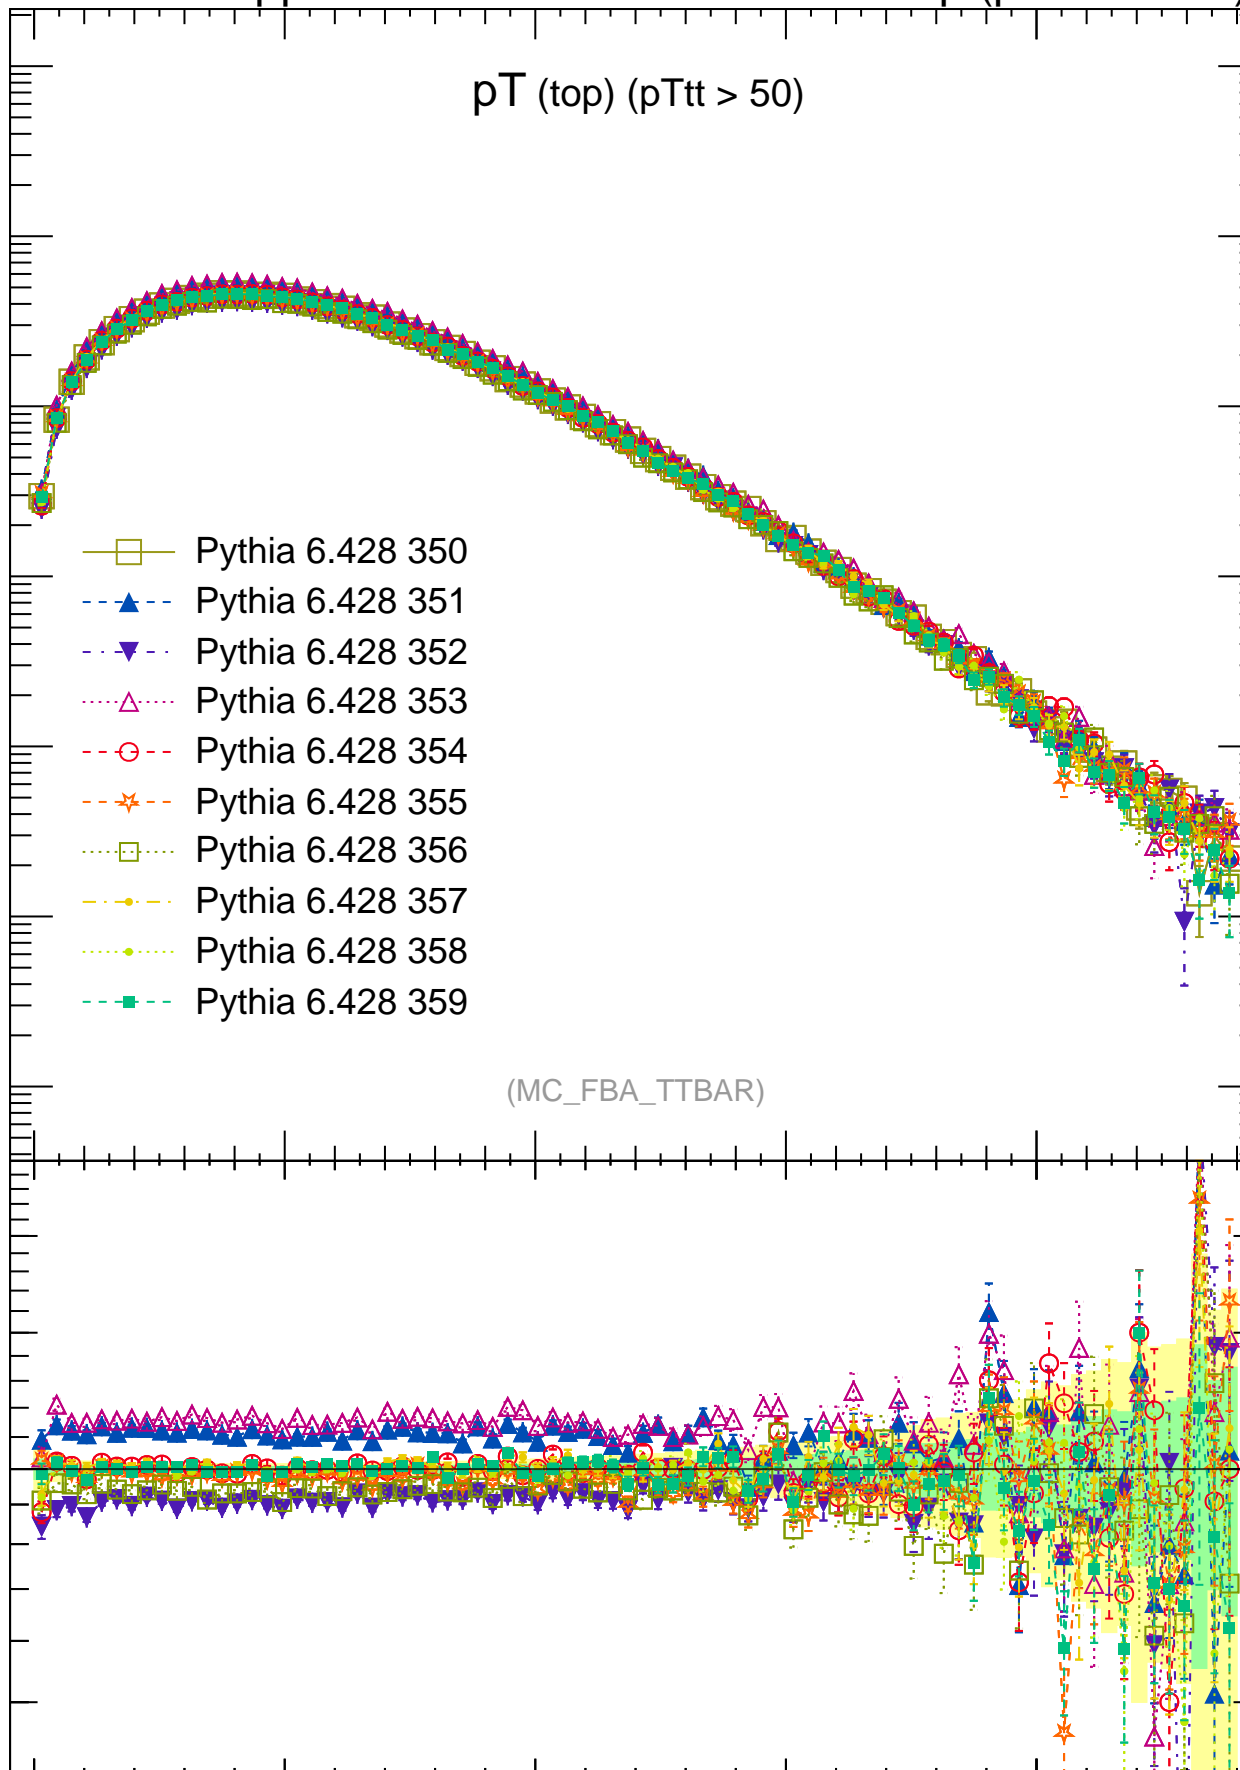 pT (top) (pTtt > 50)
Pythia 6.428 350
Pythia 6.428 351
Pythia 6.428 352
Pythia 6.428 353
Pythia 6.428 354
Pythia 6.428 355
Pythia 6.428 356
Pythia 6.428 357
Pythia 6.428 358
Pythia 6.428 359
(MC_FBA_TTBAR)